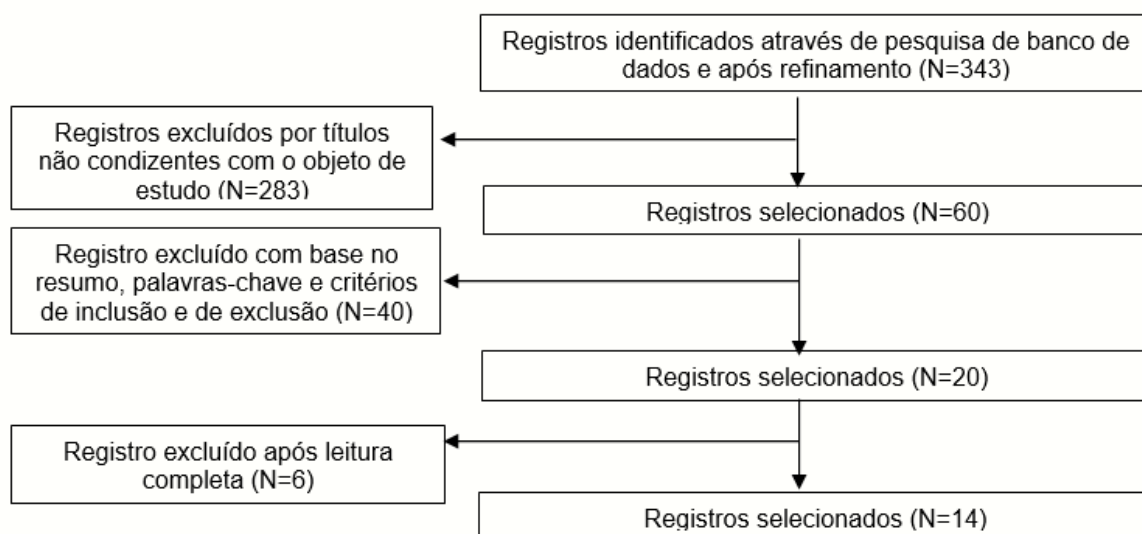 Registros identificados através de pesquisa de banco de
dados e após refinamento (N=343)
Registros excluídos por títulos
não condizentes com o objeto de
estudo (N=283)
Registros selecionados (N=60)
Registro excluído com base no
resumo, palavras-chave e critérios
de inclusão e de exclusão (N=40)
Registros selecionados (N=20)
Registro excluído após leitura
completa (N=6)
Registros selecionados (N=14)